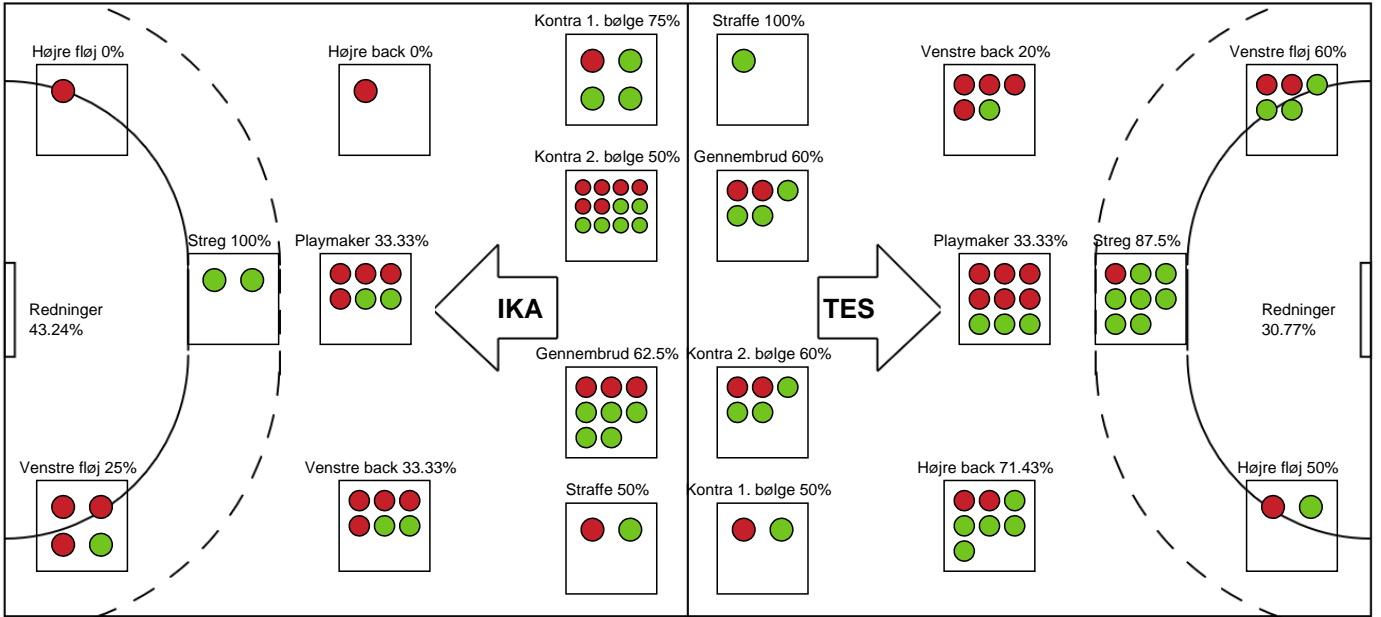 Kontra 1. bølge 75%
Straffe 100%
Højre fløj 0%
Højre back 0%
Venstre back 20%
Venstre fløj 60%
Kontra 2. bølge 50%
Gennembrud 60%
Streg 100%
Playmaker 33.33%
Playmaker 33.33%
Streg 87.5%
Redninger
43.24%
IKA
TES
Redninger
30.77%
Gennembrud 62.5%
Kontra 2. bølge 60%
Venstre fløj 25%
Venstre back 33.33%
Straffe 50%
Kontra 1. bølge 50%
Højre back 71.43%
Højre fløj 50%